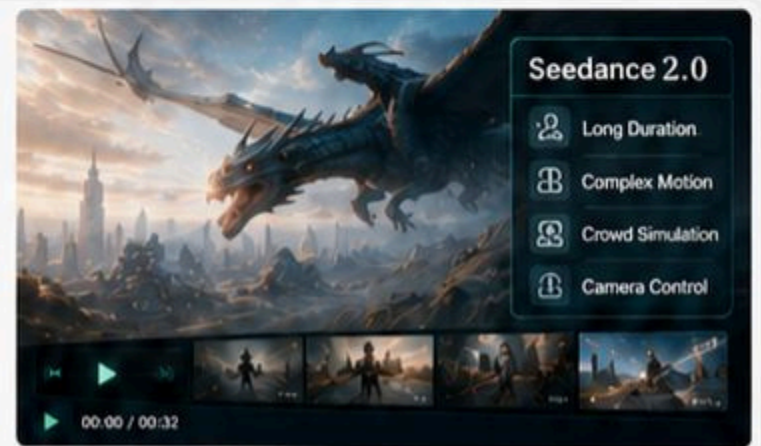 Seedance 2.0
Long Duration
Complex Motion
Crowd Simulation
Camera Control
00:00 / 00:32